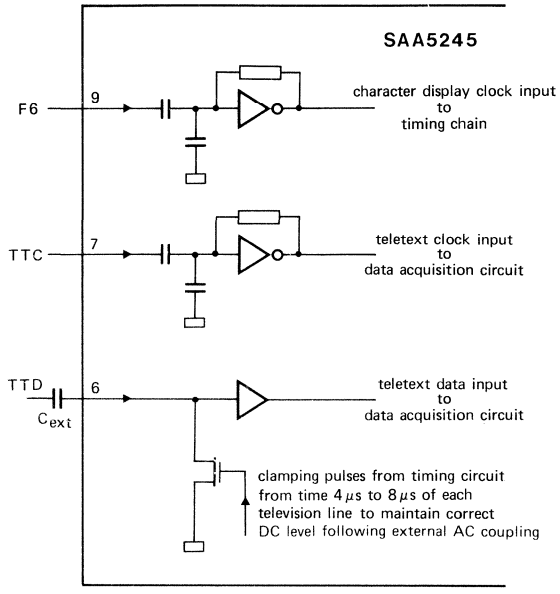 SAA5245
F6
9
character display clock input
to
timing chain
TTC
7
teletext clock input
to
data acquisition circuit
TTD
Cext
6
teletext data input
to
data acquisition circuit
clamping pulses from timing circuit
from time 4 µs to 8 µs of each
television line to maintain correct
DC level following external AC coupling